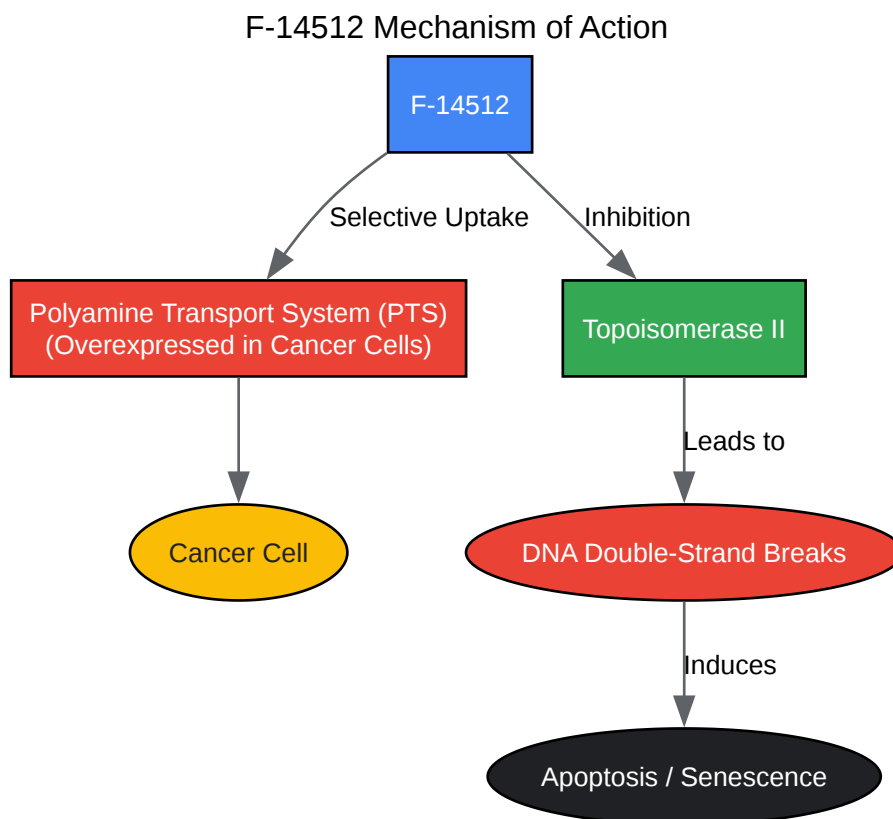 F-14512 Mechanism of Action
F-14512
Selective Uptake
Inhibition
Polyamine Transport System (PTS)
(Overexpressed in Cancer Cells)
Topoisomerase II
Leads to
Cancer Cell
DNA Double-Strand Breaks
Induces
Apoptosis / Senescence